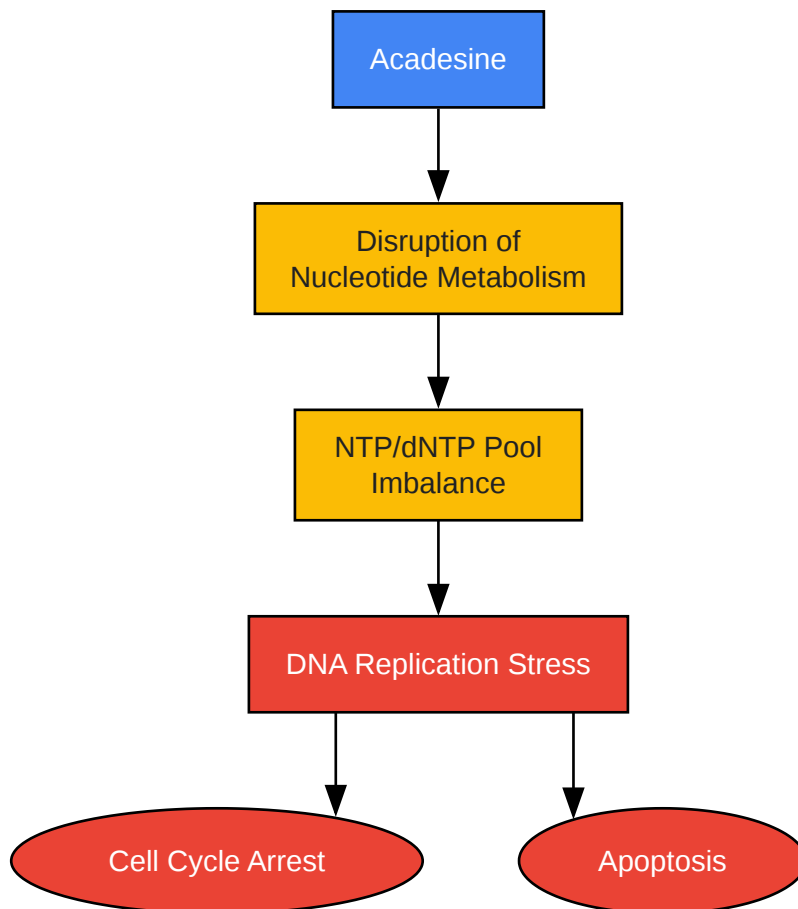 Acadesine
Disruption of
Nucleotide Metabolism
NTP/dNTP Pool
Imbalance
DNA Replication Stress
Cell Cycle Arrest
Apoptosis